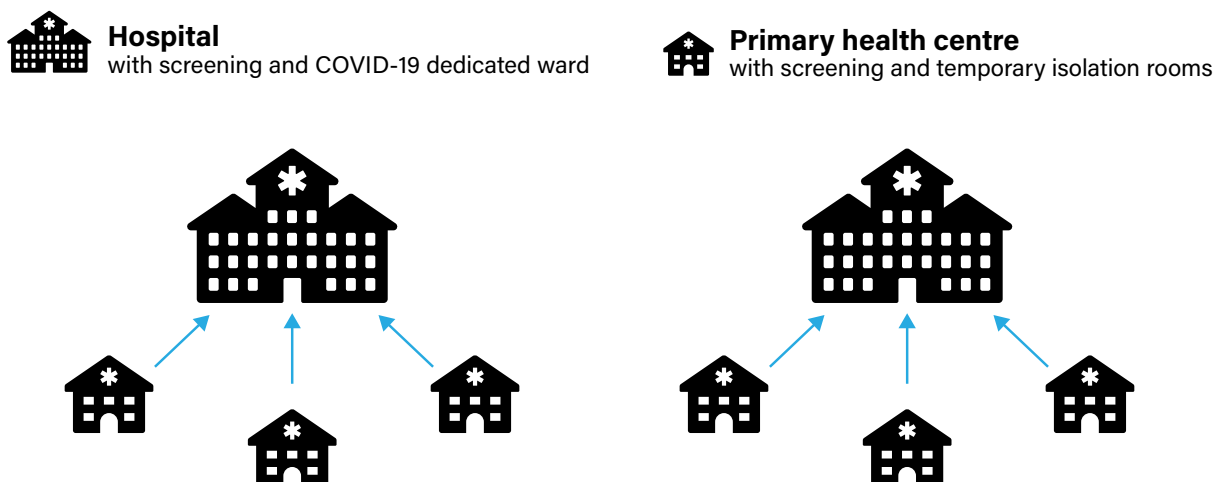 Hospital
with screening and COVID-19 dedicated ward
Primary health centre
with screening and temporary isolation rooms